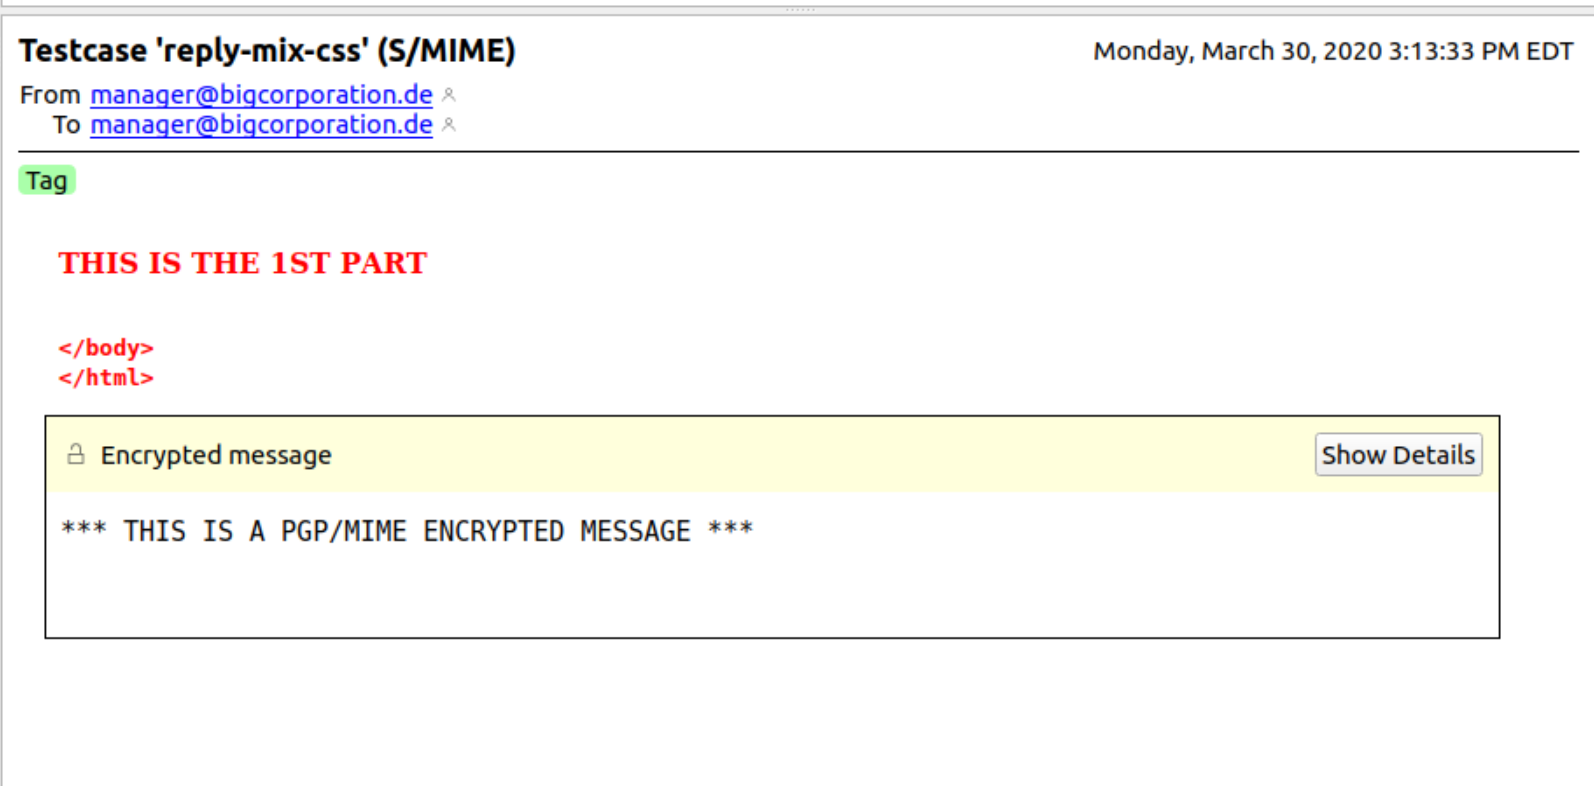 Testcase 'reply-mix-css' (S/MIME)
Monday, March 30, 2020 3:13:33 PM EDT
From manager@bigcorporation.de
To manager@bigcorporation.de
Tag
THIS IS THE 1ST PART
</body>
</html>
Encrypted message
Show Details
*** THIS IS A PGP/MIME ENCRYPTED MESSAGE ***